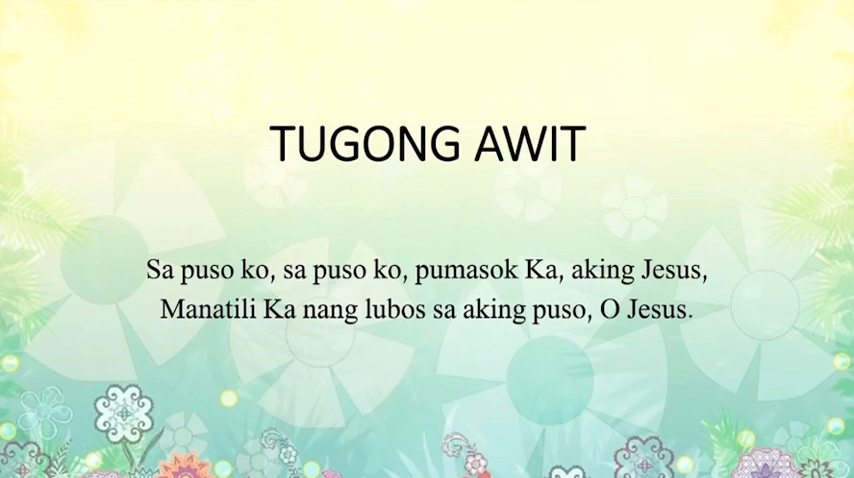 TUGONG AWIT
Sa puso ko, sa puso ko, pumasok Ka, aking Jesus,
Manatili Ka nang lubos sa aking puso, O Jesus.